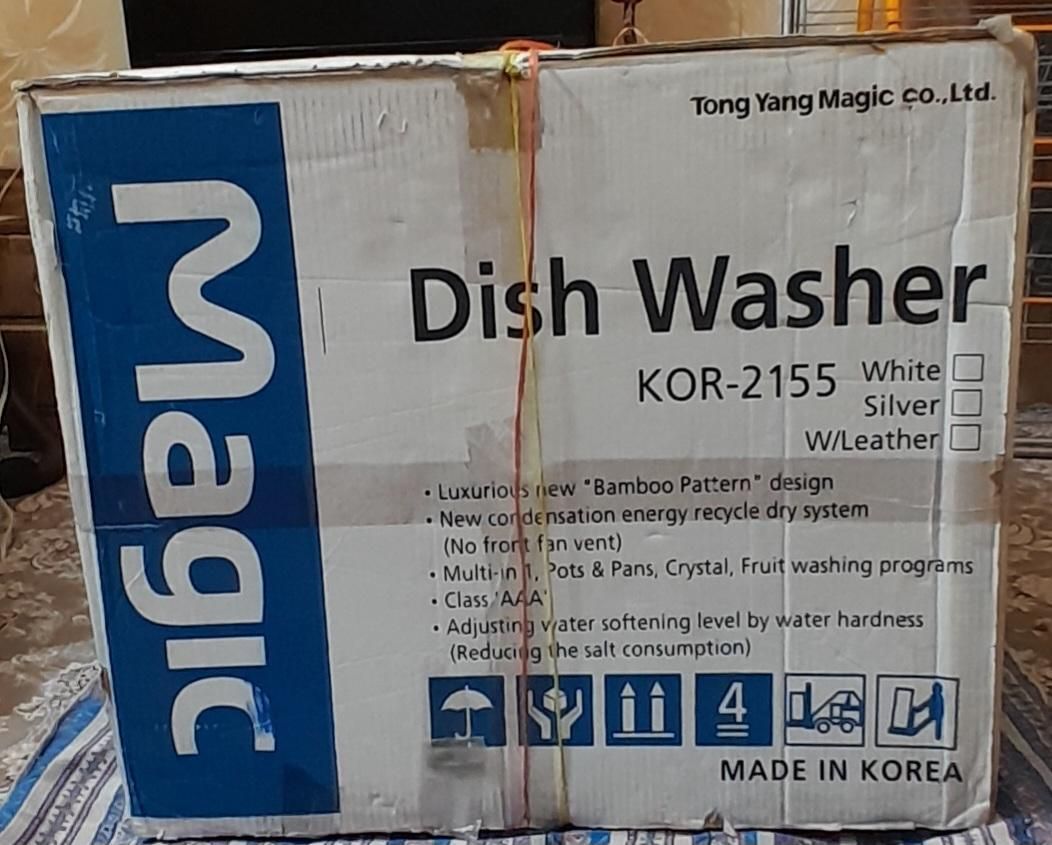 Tong Yang Magic co.,Ltd.
Magic
Dish Washer
KOR-2155
White
Silver
W/Leather
• Luxurious new "Bamboo Pattern" design
• New condensation energy recycle dry system
(No front fan vent)
• Multi-in 1, Pots & Pans, Crystal, Fruit washing programs
• Class 'AAA'
• Adjusting water softening level by water hardness
(Reducing the salt consumption)
4
MADE IN KOREA